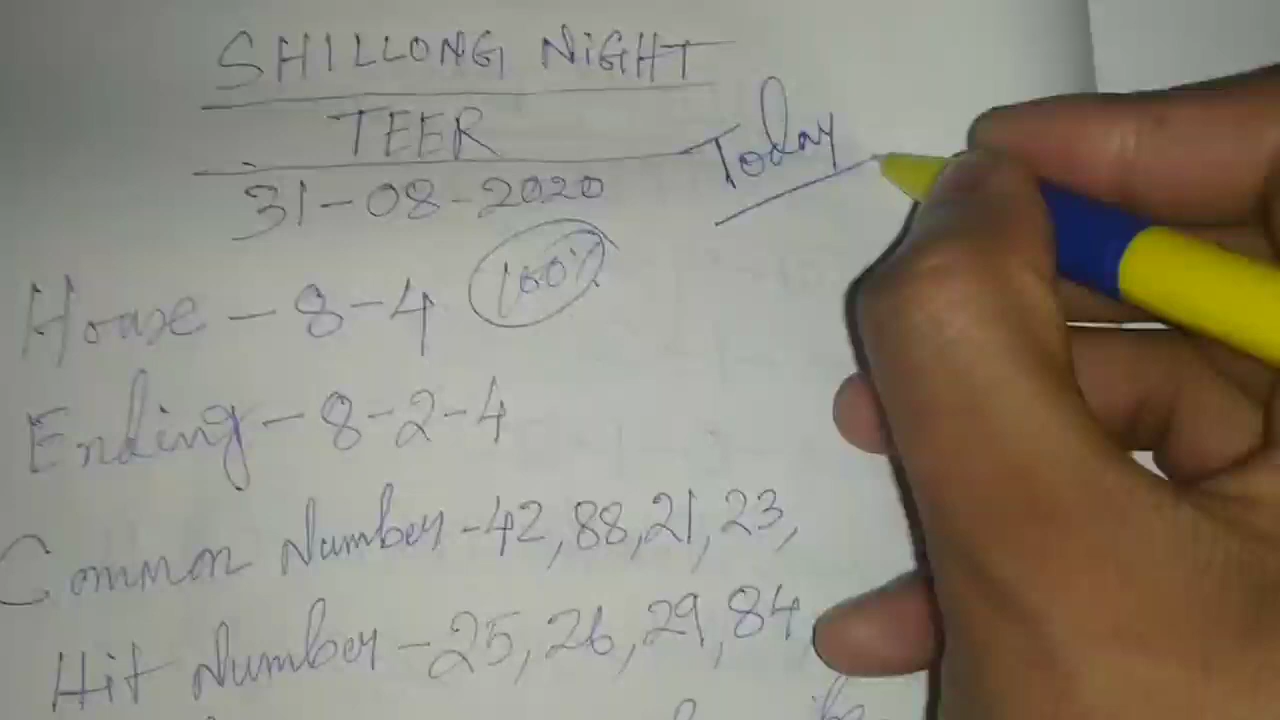 SHILLONG NIGHT
TEER
Today
31-08-2020
House - 8-4 100%
Ending - 8-2-4
Common Number - 42, 88, 21, 23,
Hit Number - 25, 26, 29, 84